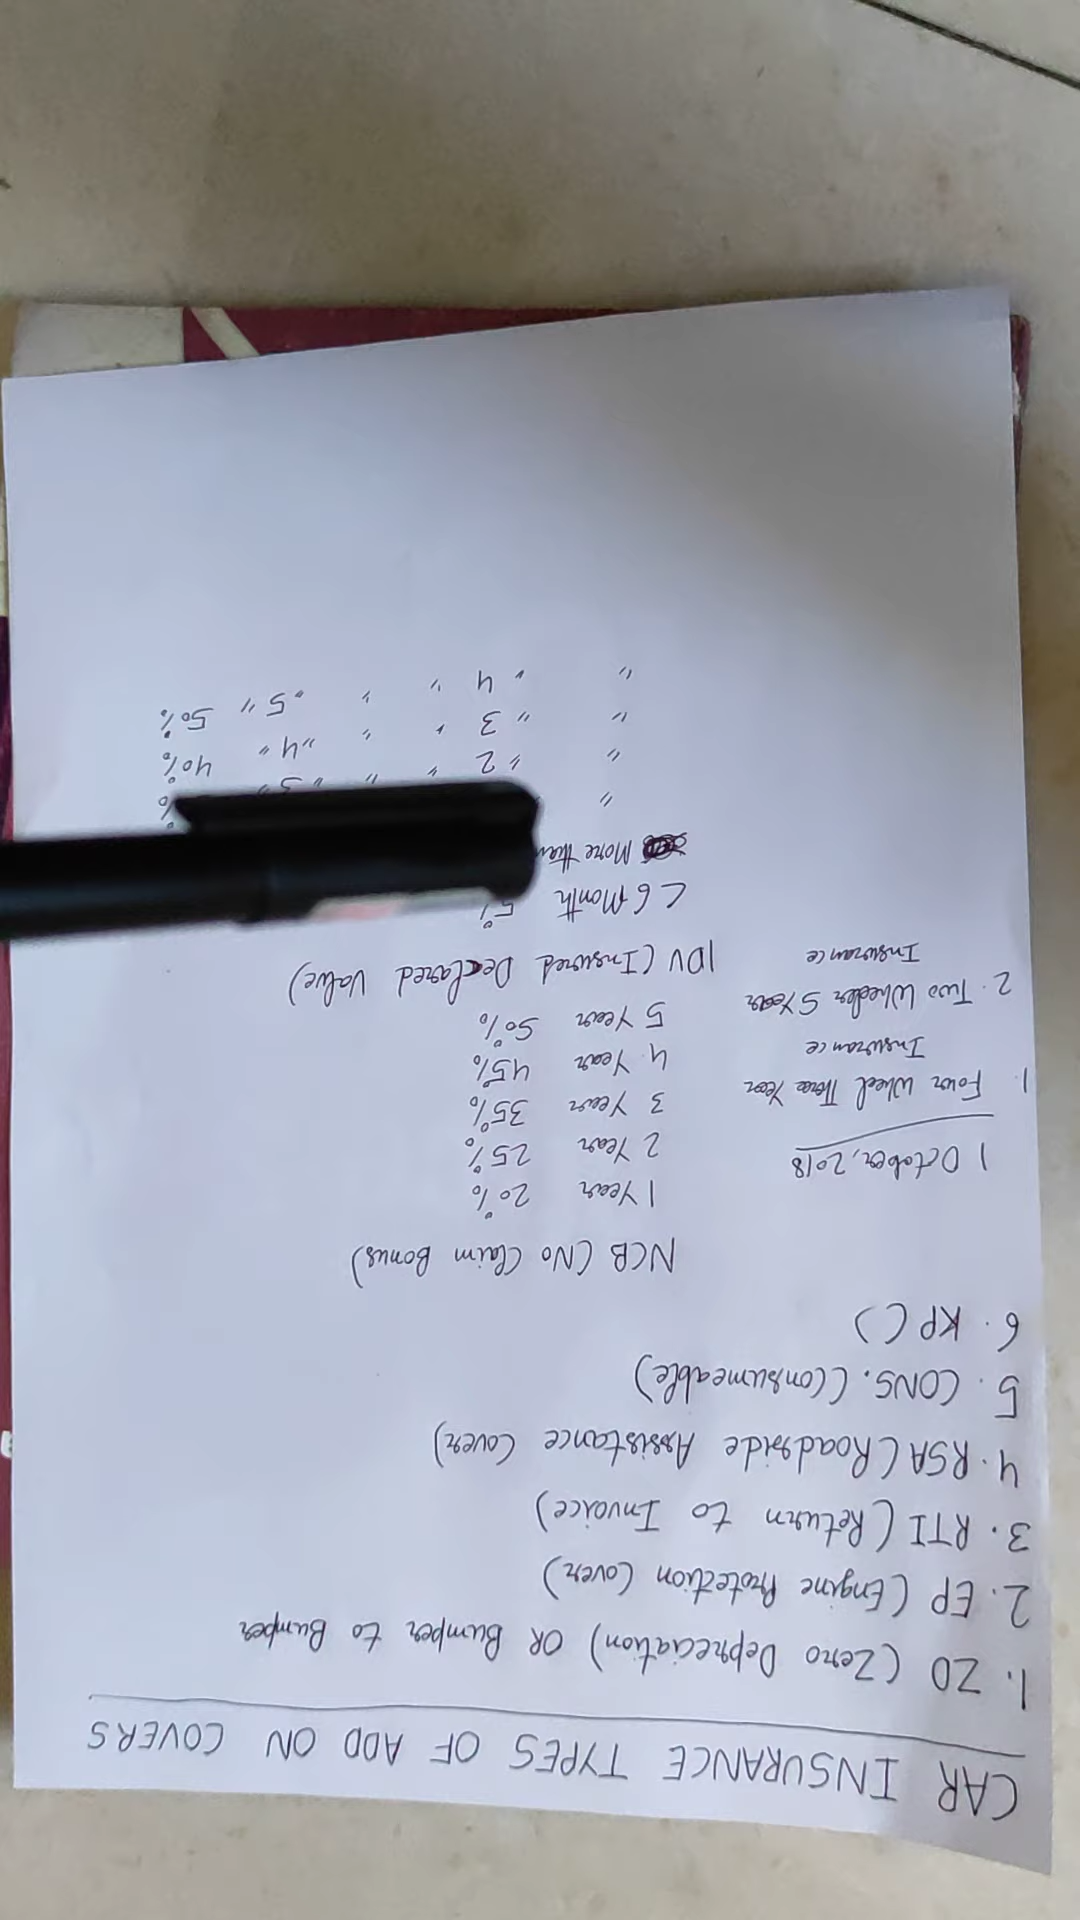 CAR INSURANCE TYPES OF ADD ON COVERS
1. ZD (Zero Depreciation) OR Bumper to Bumper
2. EP (Engine Protection Cover)
3. RTI (Return to Invoice)
4. RSA (Roadside Assistance Cover)
5. CONS. (Consumeable)
6. KP ( )
NCB (No Claim Bonus)
1 Year 20%
2 Year 25%
3 Year 35%
4 Year 45%
5 Year 50%
1 October, 2018
1 Four Wheel Three Year
Insurance
2. Two Wheeler 5 Year
Insurance
IDV (Insured Declared Value)
< 6 Month 5%
More than
"
" " 2 " " " 3 "
" " 3 " " " 4 " 40%
" " 4 " " " 5 " 50%